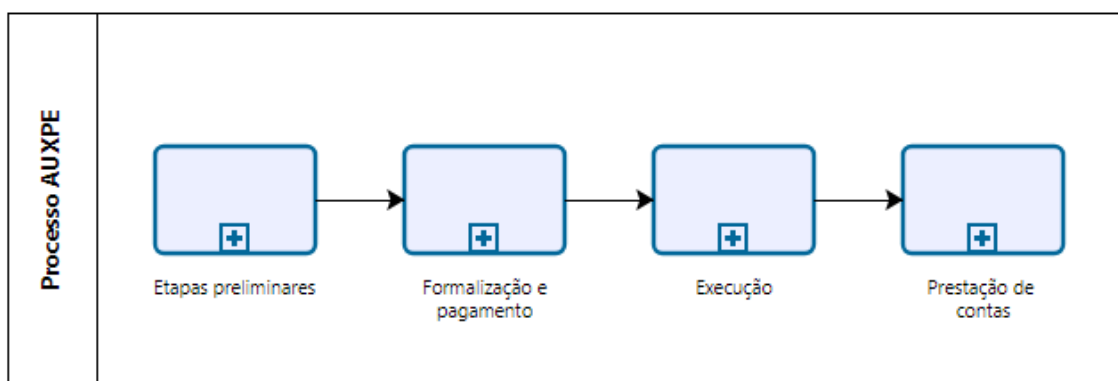 Processo AUXPE
Etapas preliminares
Formalização e
pagamento
Execução
Prestação de
contas